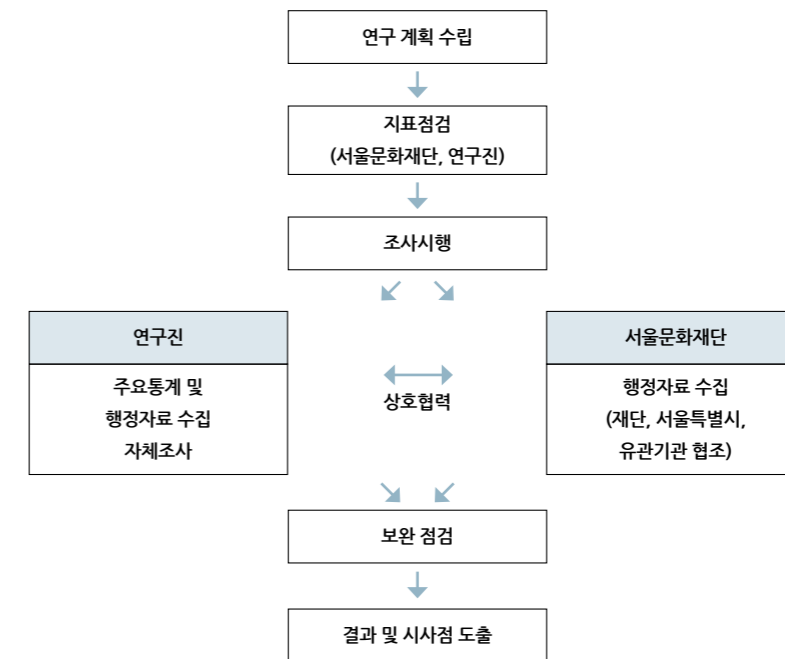 연구 계획 수립
지표점검
(서울문화재단, 연구진)
조사시행
연구진
주요통계 및
행정자료 수집
자체조사
상호협력
서울문화재단
행정자료 수집
(재단, 서울특별시,
유관기관 협조)
보완 점검
결과 및 시사점 도출